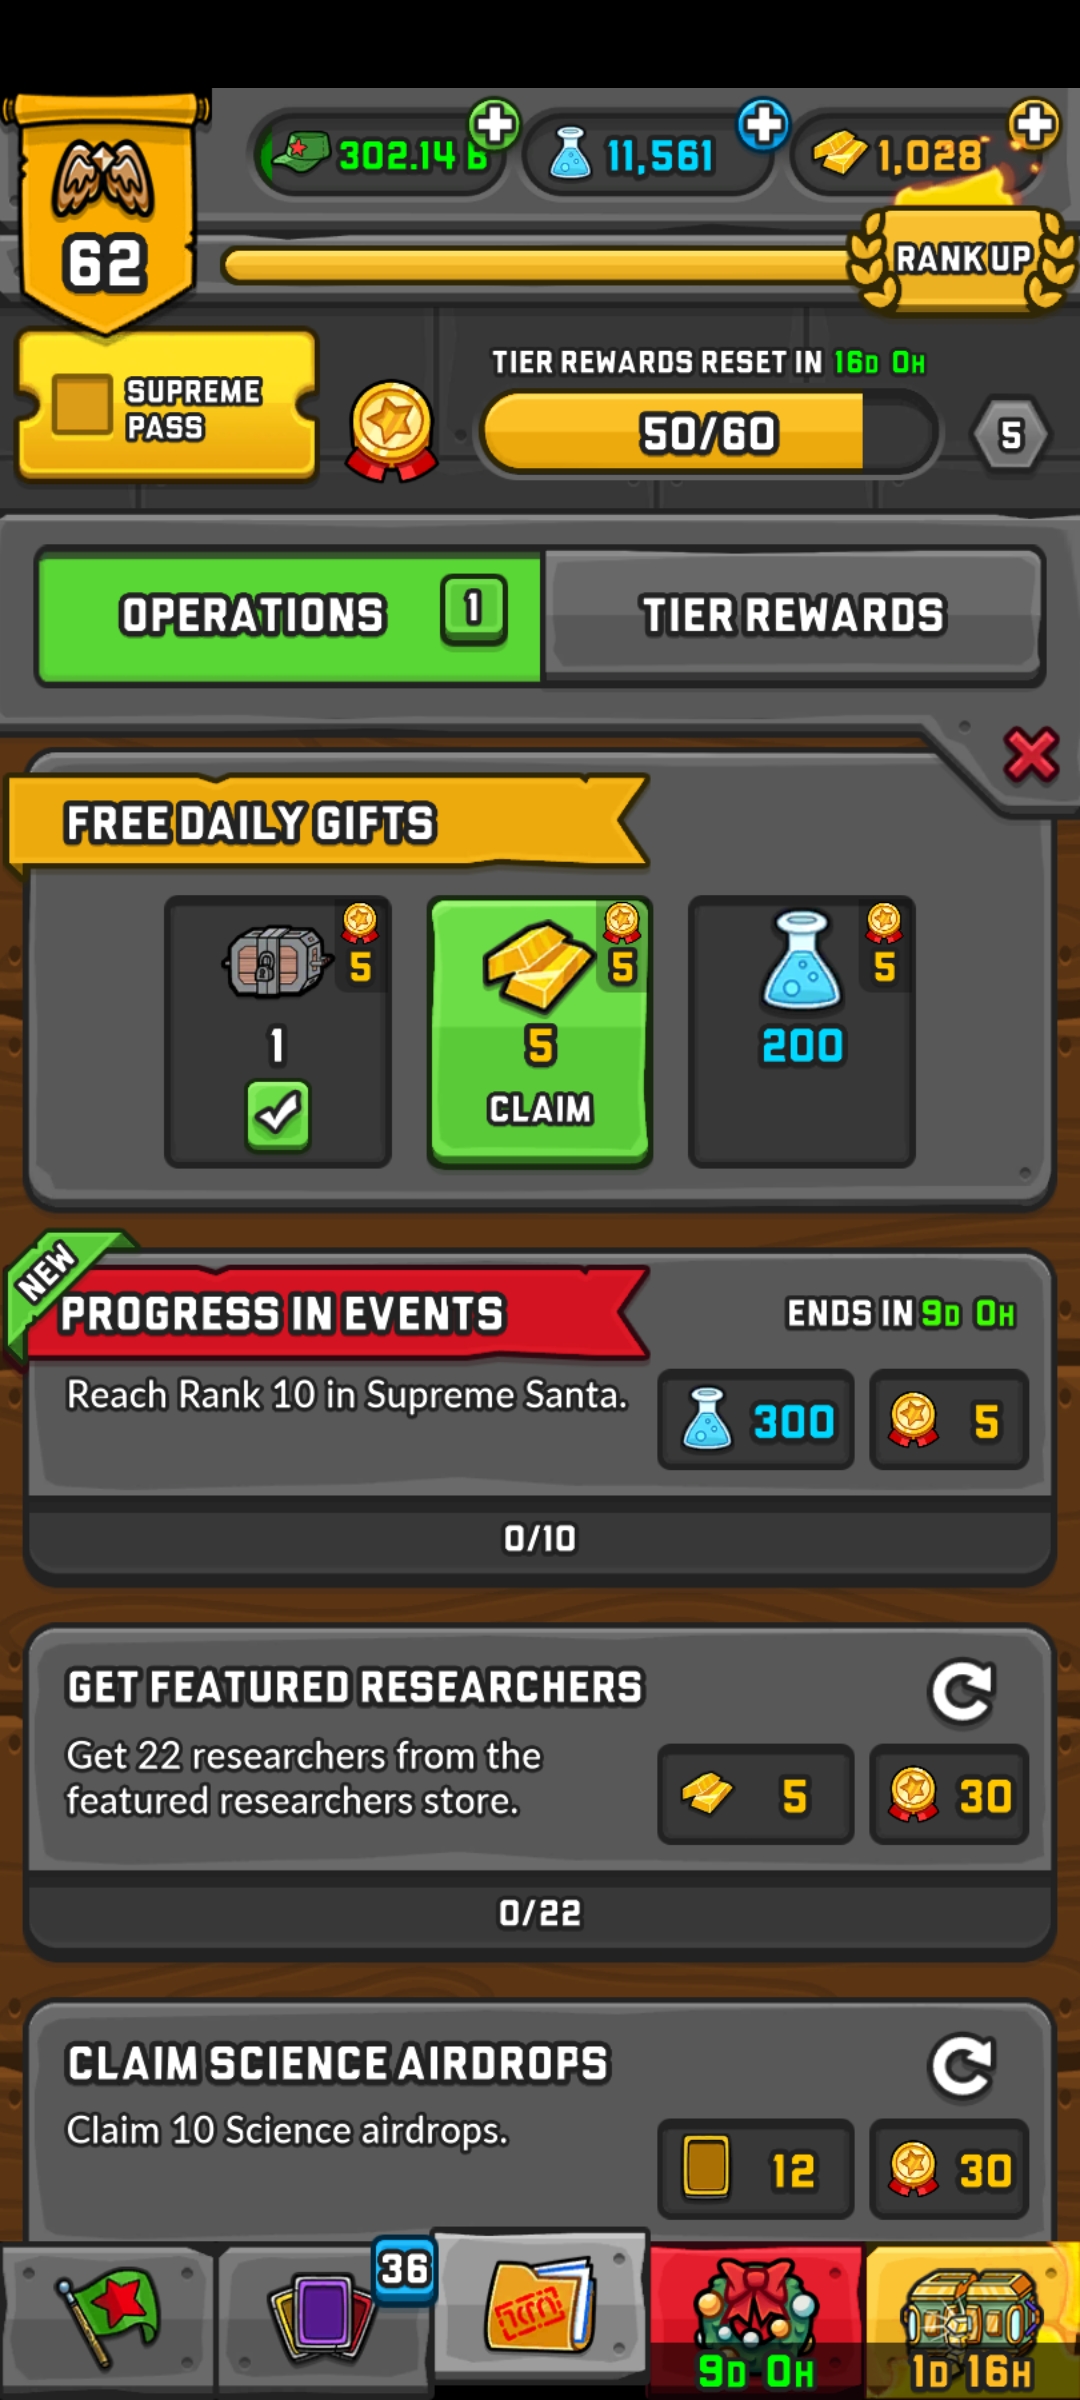 302.14 B
11,561
1,028
62
RANK UP
SUPREME
PASS
TIER REWARDS RESET IN 16D 0H
50/60
5
OPERATIONS
1
TIER REWARDS
FREE DAILY GIFTS
5
5
5
1
5
200
CLAIM
NEW
PROGRESS IN EVENTS
ENDS IN 9D 0H
Reach Rank 10 in Supreme Santa.
300
5
0/10
GET FEATURED RESEARCHERS
Get 22 researchers from the
featured researchers store.
5
30
0/22
CLAIM SCIENCE AIRDROPS
Claim 10 Science airdrops.
12
30
36
9D 0H
1D 16H